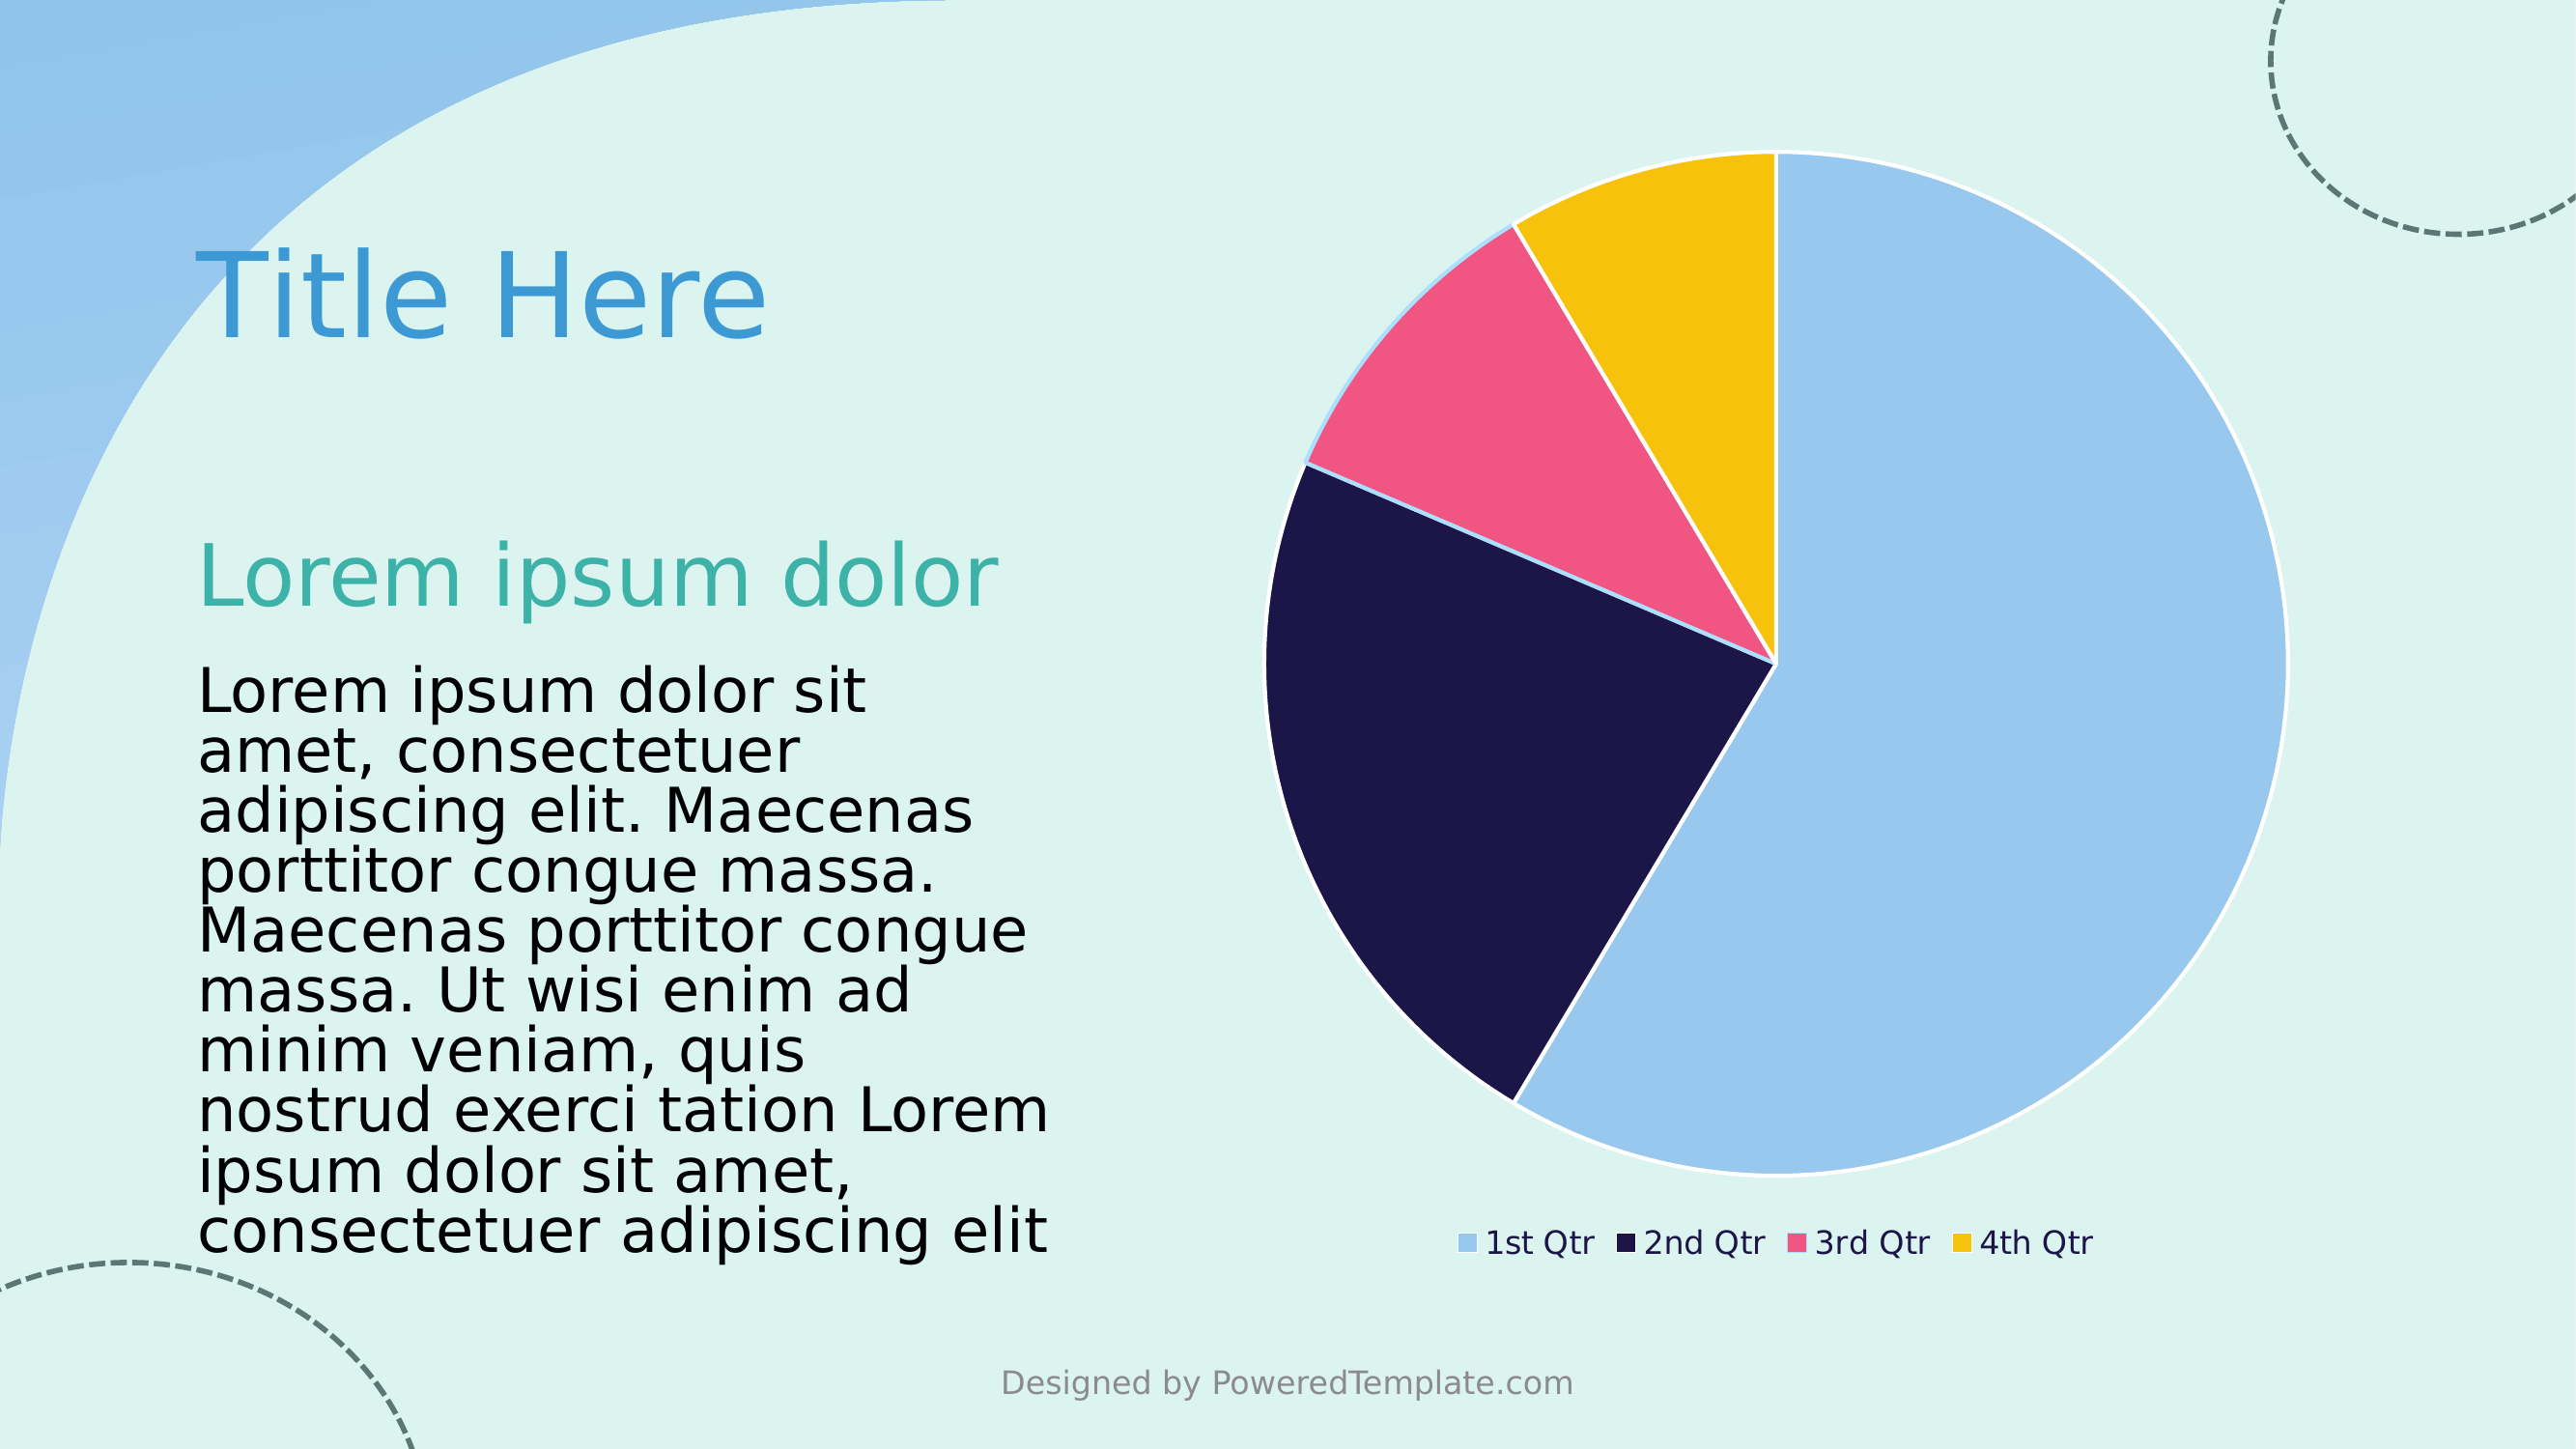 Title Here
Lorem ipsum dolor
Lorem ipsum dolor sit
amet, consectetuer
adipiscing elit. Maecenas
porttitor congue massa.
Maecenas porttitor congue
massa. Ut wisi enim ad
minim veniam, quis
nostrud exerci tation Lorem
ipsum dolor sit amet,
consectetuer adipiscing elit
1st Qtr 2nd Qtr 3rd Qtr 4th Qtr
Designed by PoweredTemplate.com